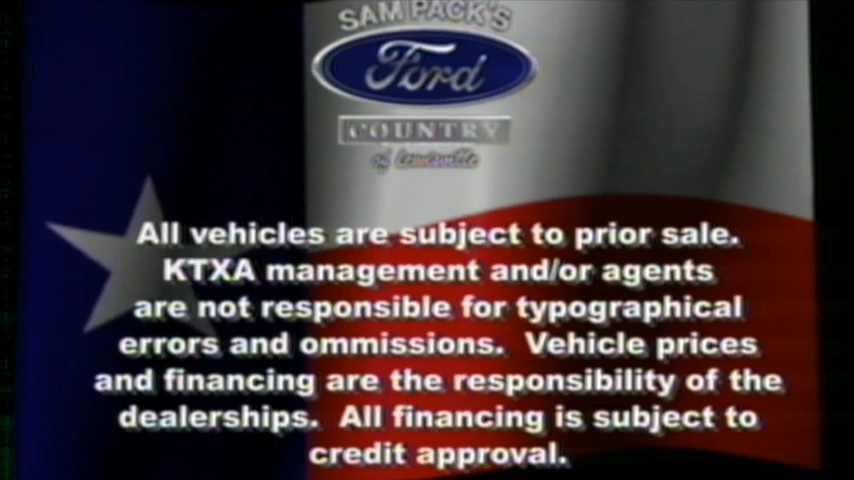 SAM PACK'S
Ford
COUNTRY
of Lewisville
All vehicles are subject to prior sale.
KTXA management and/or agents
are not responsible for typographical
errors and ommissions. Vehicle prices
and financing are the responsibility of the
dealerships. All financing is subject to
credit approval.